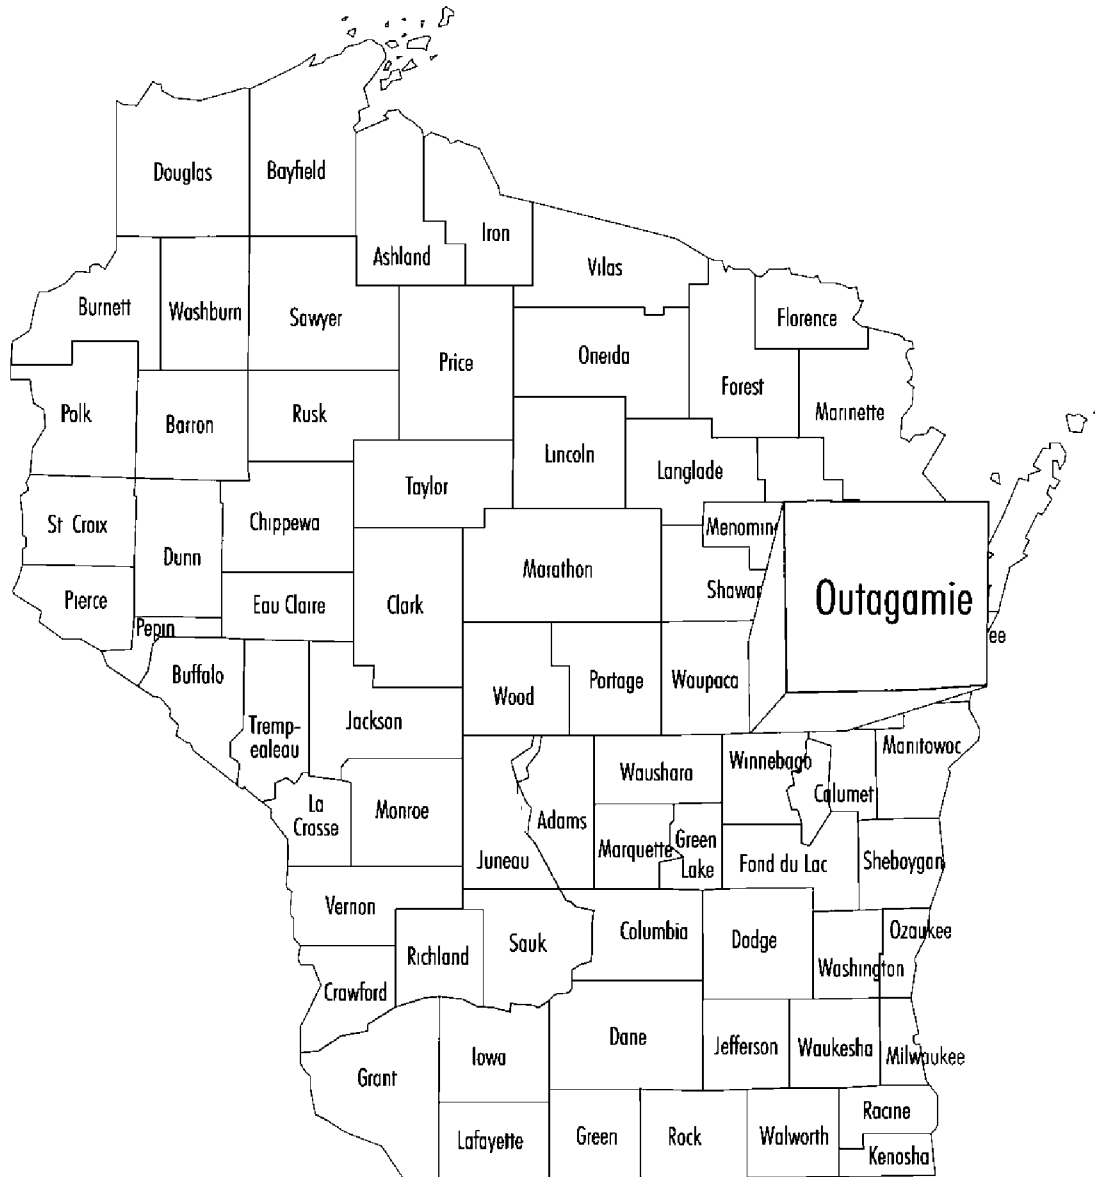 Douglas
Bayfield
Iron
Ashland
Vilas
Burnett
Washburn
Sawyer
Florence
Price
Oneida
Forest
Polk
Barron
Rusk
Marinette
Lincoln
Langlade
Taylor
St Croix
Chippewa
Menomin
Dunn
Marathon
Pierce
Eau Claire
Clark
Shawan
Outagamie
Pepin
ee
Buffalo
Wood
Portage
Waupaca
Tremp-
ealeau
Jackson
Manitowoc
Waushara
Winnebago
Calumet
La
Crosse
Monroe
Adams
Juneau
Marquette
Green
Lake
Fond du Lac
Sheboygan
Vernon
Richland
Sauk
Columbia
Dodge
Ozaukee
Washington
Crawford
Iowa
Dane
Jefferson
Waukesha
Milwaukee
Grant
Lafayette
Green
Rock
Walworth
Racine
Kenosha